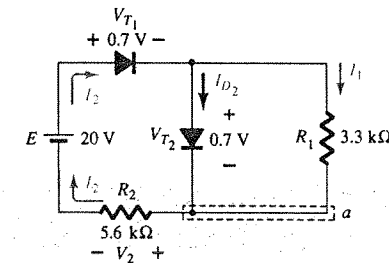 V_T1
+ 0.7 V −
I_2
I_D2
I_1
+
E
20 V
V_T2
0.7 V
R_1
3.3 kΩ
−
I_2
R_2
a
5.6 kΩ
− V_2 +